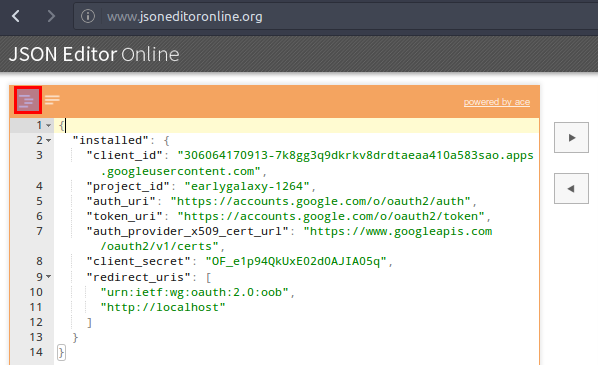 www.jsoneditoronline.org
JSON Editor Online
powered by ace
1 {
2 "installed": {
3 "client_id": "306064170913-7k8gg3q9dkrkv8drdtaeaa410a583sao.apps
.googleusercontent.com",
4 "project_id": "earlygalaxy-1264",
5 "auth_uri": "https://accounts.google.com/o/oauth2/auth",
6 "token_uri": "https://accounts.google.com/o/oauth2/token",
7 "auth_provider_x509_cert_url": "https://www.googleapis.com
/oauth2/v1/certs",
8 "client_secret": "OF_e1p94QkUxE02d0AJIA05q",
9 "redirect_uris": [
10 "urn:ietf:wg:oauth:2.0:oob",
11 "http://localhost"
12 ]
13 }
14 }